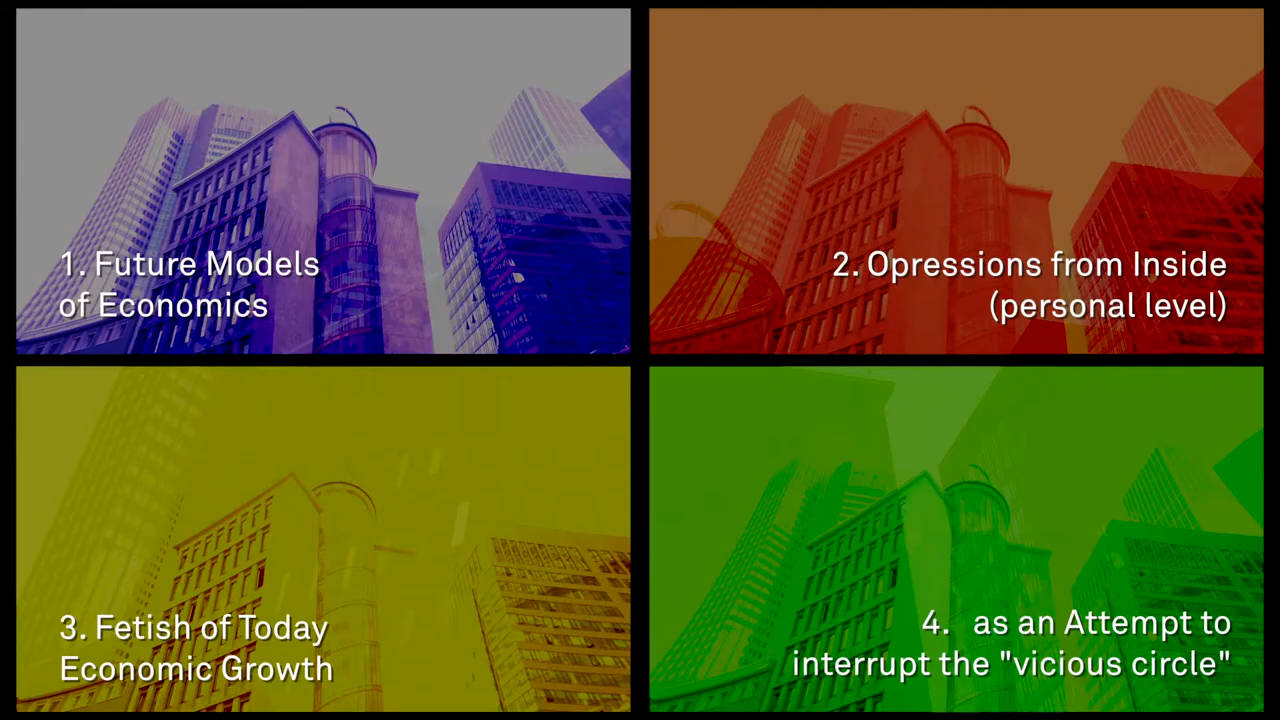 1. Future Models
of Economics
2. Opressions from Inside
(personal level)
3. Fetish of Today
Economic Growth
4. as an Attempt to
interrupt the "vicious circle"